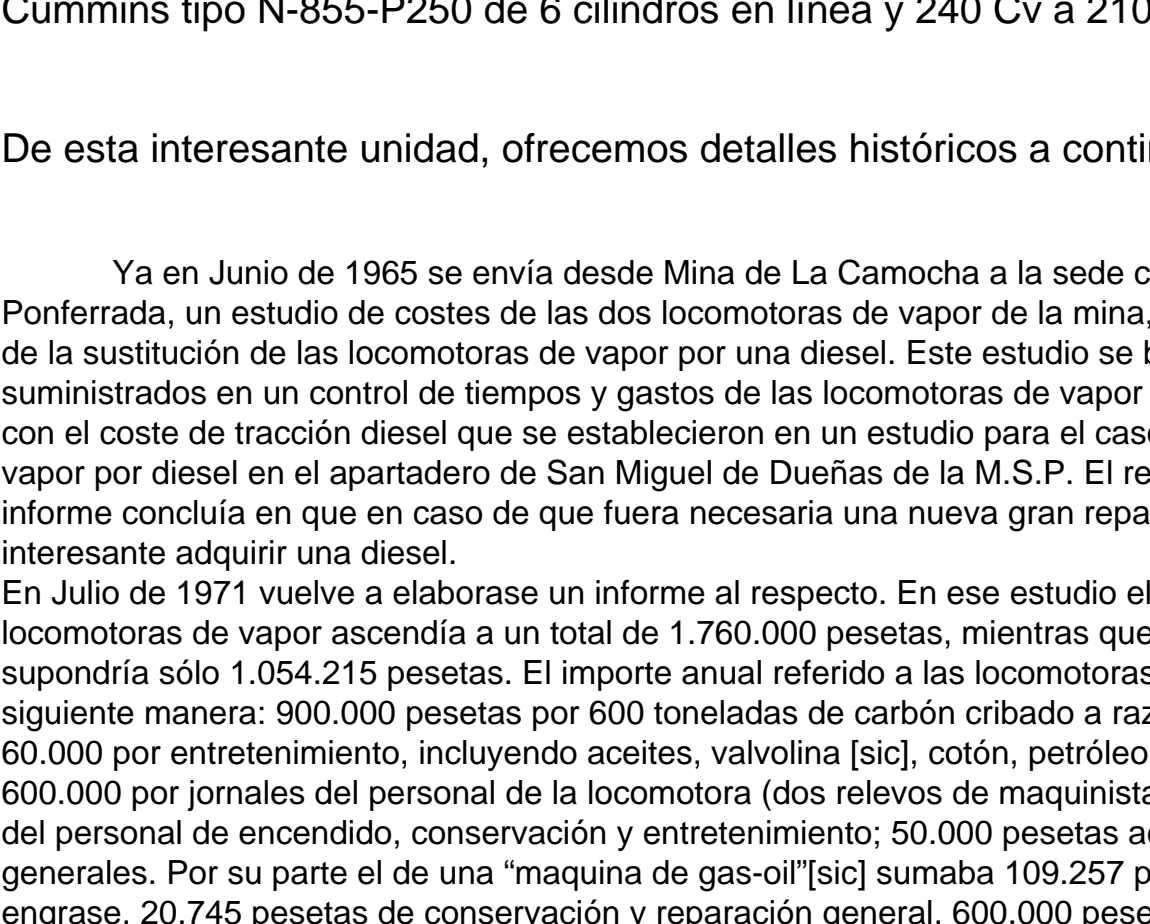 Cummins tipo N-855-P250 de 6 cilindros en línea y 240 Cv a 210
De esta interesante unidad, ofrecemos detalles históricos a conti
Ya en Junio de 1965 se envía desde Mina de La Camocha a la sede c
Ponferrada, un estudio de costes de las dos locomotoras de vapor de la mina,
de la sustitución de las locomotoras de vapor por una diesel. Este estudio se b
suministrados en un control de tiempos y gastos de las locomotoras de vapor
con el coste de tracción diesel que se establecieron en un estudio para el caso
vapor por diesel en el apartadero de San Miguel de Dueñas de la M.S.P. El re
informe concluía en que en caso de que fuera necesaria una nueva gran repa
interesante adquirir una diesel.
En Julio de 1971 vuelve a elaborase un informe al respecto. En ese estudio el
locomotoras de vapor ascendía a un total de 1.760.000 pesetas, mientras que
supondría sólo 1.054.215 pesetas. El importe anual referido a las locomotoras
siguiente manera: 900.000 pesetas por 600 toneladas de carbón cribado a raz
60.000 por entretenimiento, incluyendo aceites, valvolina [sic], cotón, petróleo
600.000 por jornales del personal de la locomotora (dos relevos de maquinista
del personal de encendido, conservación y entretenimiento; 50.000 pesetas a
generales. Por su parte el de una “maquina de gas-oil”[sic] sumaba 109.257 p
engrase, 20.745 pesetas de conservación y reparación general, 600.000 pese